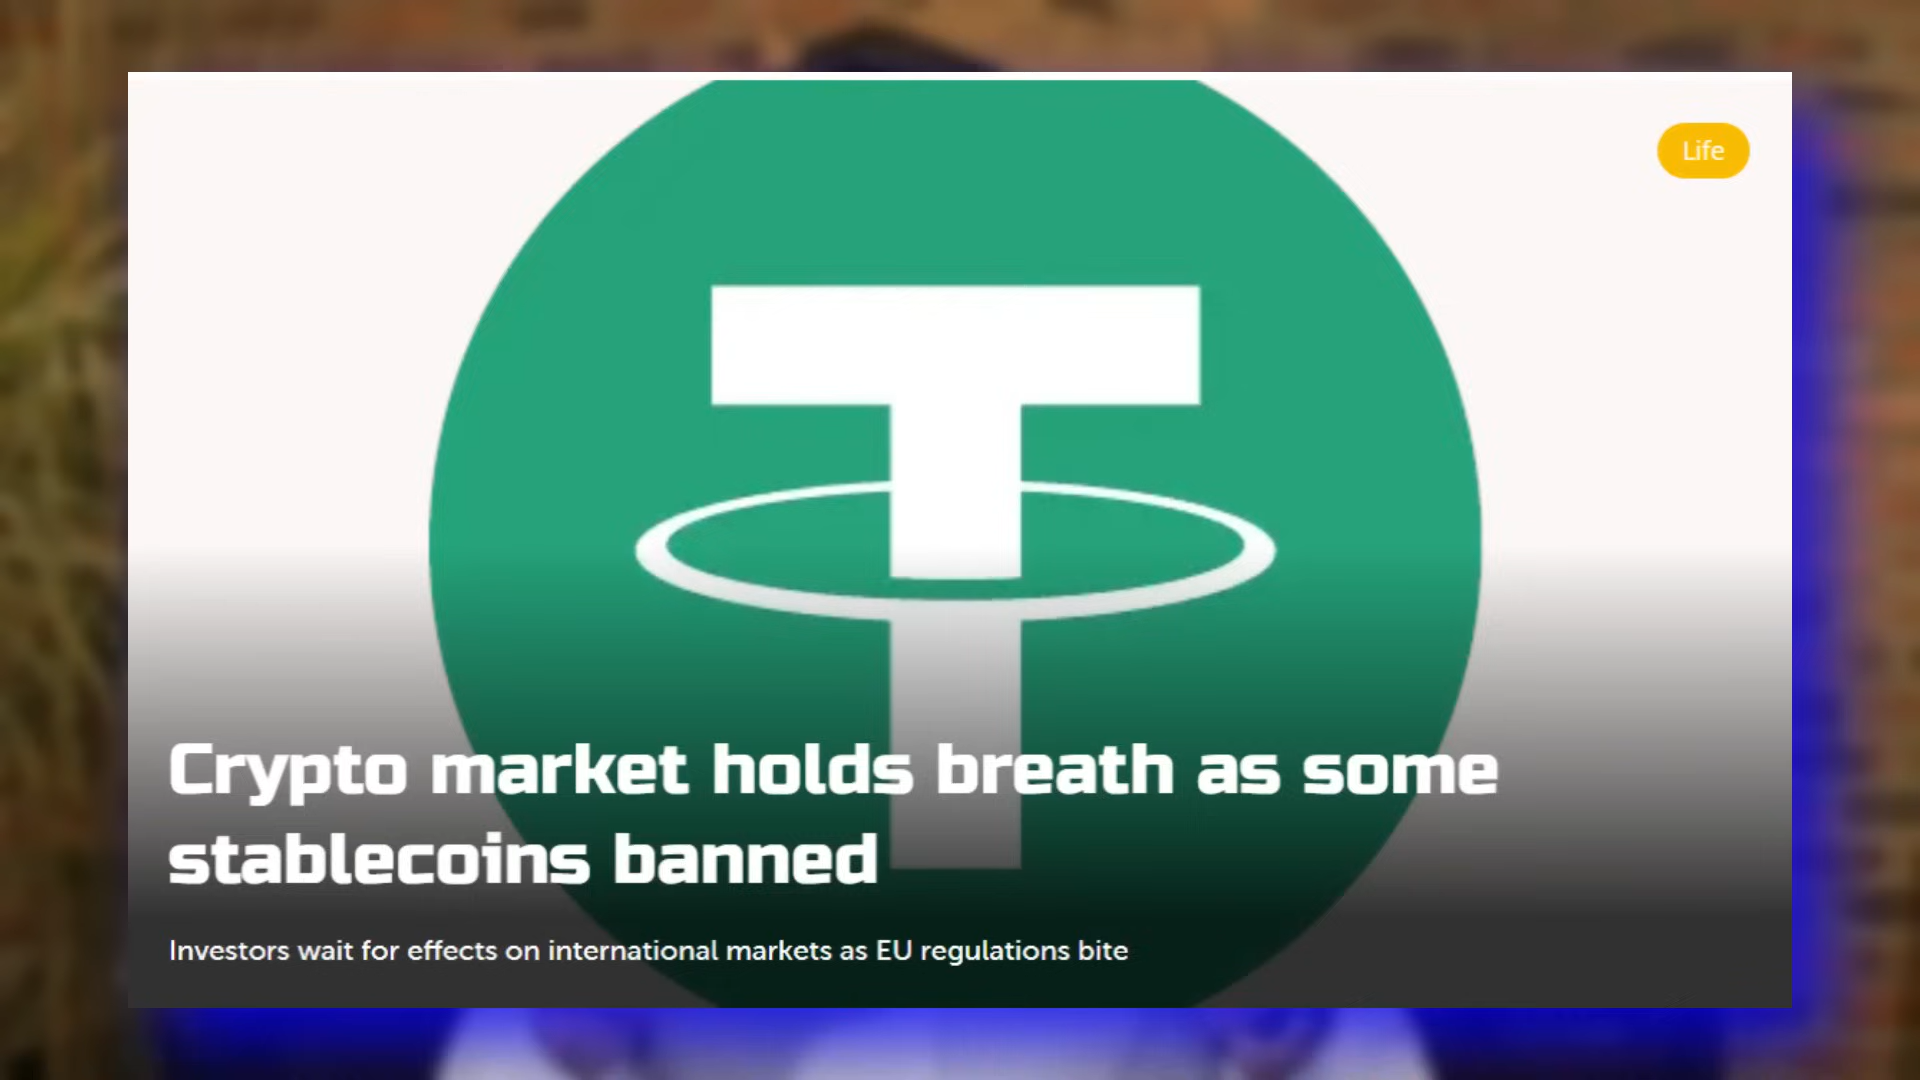 Life
Crypto market holds breath as some
stablecoins banned
Investors wait for effects on international markets as EU regulations bite